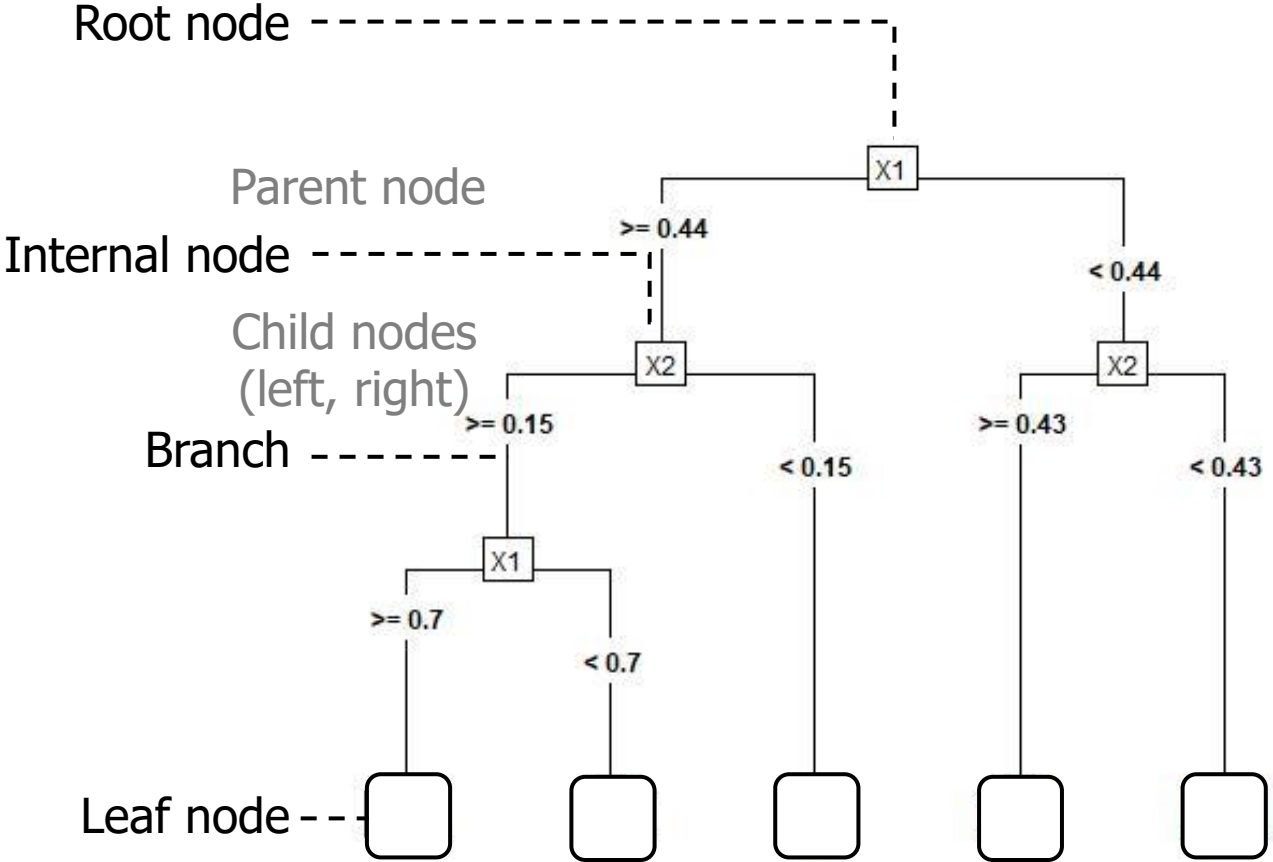 Root node
X1
Parent node
>= 0.44
Internal node
< 0.44
Child nodes
(left, right)
X2
X2
>= 0.15
>= 0.43
Branch
< 0.15
< 0.43
X1
>= 0.7
< 0.7
Leaf node